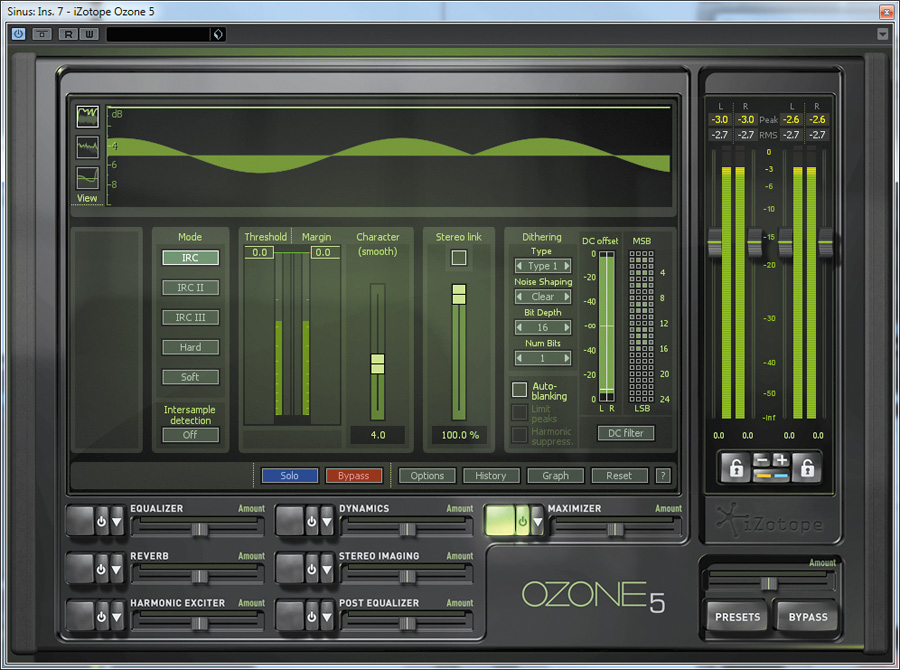 Sinus: Ins. 7 - iZotope Ozone 5
R W
dB
-4
-6
-8
View
L R L R
-3.0 -3.0 Peak -2.6 -2.6
-2.7 -2.7 RMS -2.7 -2.7
0
-3
-6
-10
-15
-20
-30
-40
-50
-Inf
0.0 0.0 0.0 0.0
Mode
IRC
IRC II
IRC III
Hard
Soft
Intersample
detection
Off
Threshold Margin
0.0 0.0
Character
(smooth)
4.0
Stereo link
100.0 %
Dithering
Type
Type 1
Noise Shaping
Clear
Bit Depth
16
Num Bits
1
Auto-
blanking
Limit
peaks
Harmonic
suppress.
DC offset
0
-20
-40
-∞
-40
-20
0
L R
MSB
4
8
12
16
20
24
LSB
DC filter
Solo Bypass Options History Graph Reset ?
EQUALIZER Amount
DYNAMICS Amount
MAXIMIZER Amount
REVERB Amount
STEREO IMAGING Amount
HARMONIC EXCITER Amount
POST EQUALIZER Amount
OZONE 5
iZotope
Amount
PRESETS BYPASS